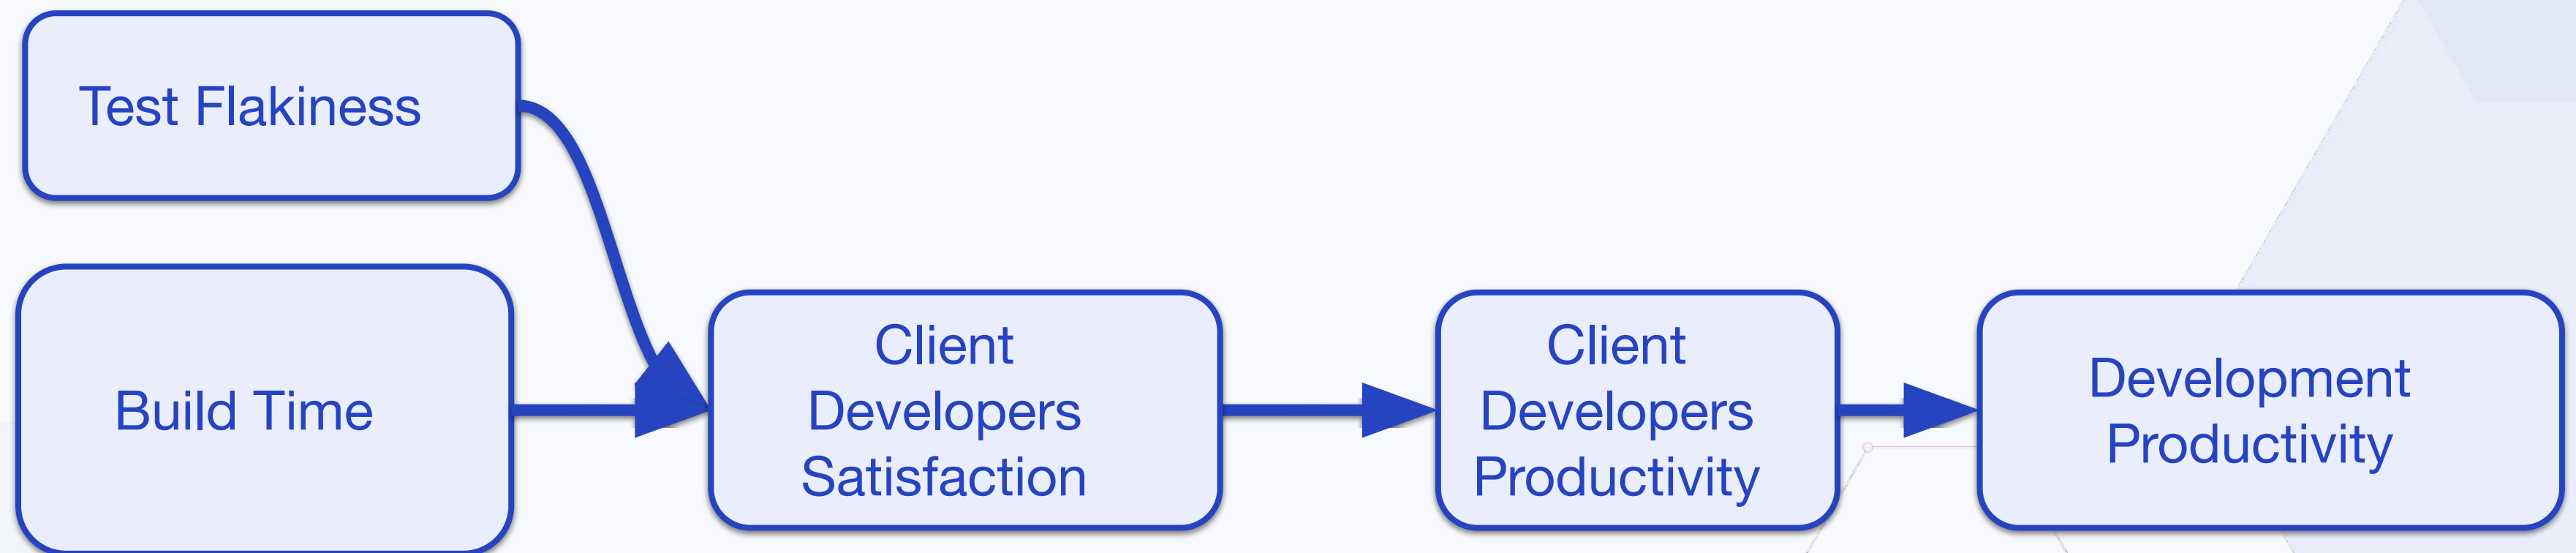 Test Flakiness
Build Time
Client
Developers
Satisfaction
Client
Developers
Productivity
Development
Productivity